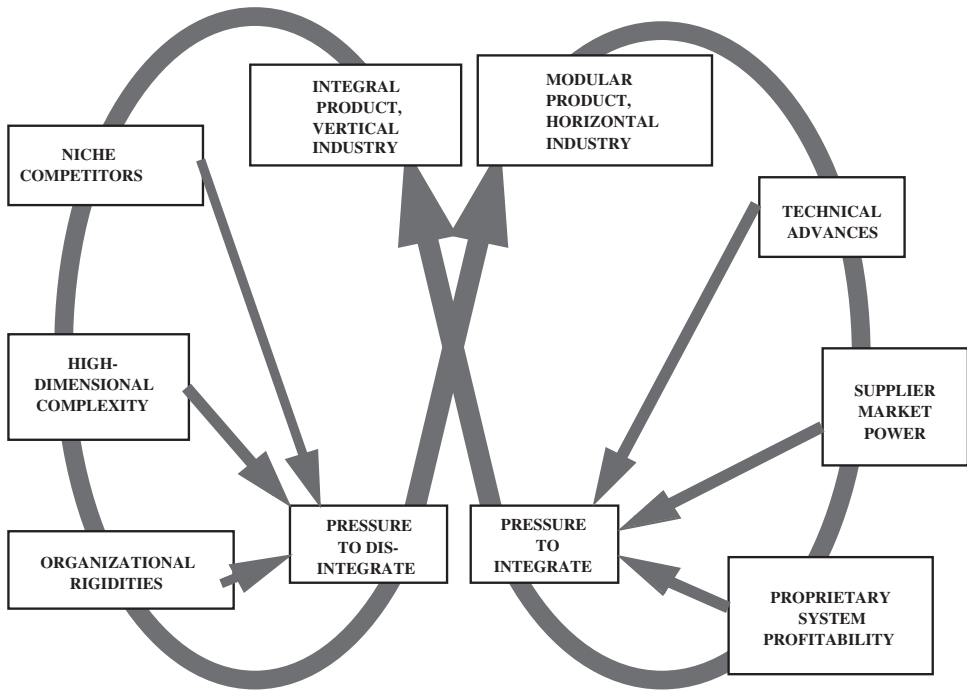 INTEGRAL
PRODUCT,
VERTICAL
INDUSTRY
MODULAR
PRODUCT,
HORIZONTAL
INDUSTRY
NICHE
COMPETITORS
TECHNICAL
ADVANCES
HIGH-
DIMENSIONAL
COMPLEXITY
SUPPLIER
MARKET
POWER
ORGANIZATIONAL
RIGIDITIES
PRESSURE
TO DIS-
INTEGRATE
PRESSURE
TO
INTEGRATE
PROPRIETARY
SYSTEM
PROFITABILITY